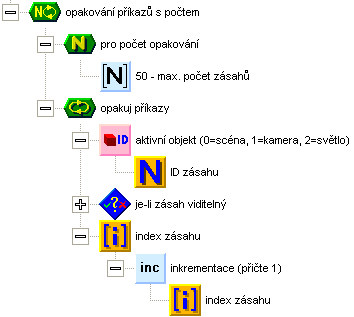 N opakování příkazů s počtem
N pro počet opakování
[N] 50 - max. počet zásahů
opakuj příkazy
ID aktivní objekt (0=scéna, 1=kamera, 2=světlo)
N ID zásahu
? je-li zásah viditelný
[i] index zásahu
inc inkrementace (přičte 1)
[i] index zásahu